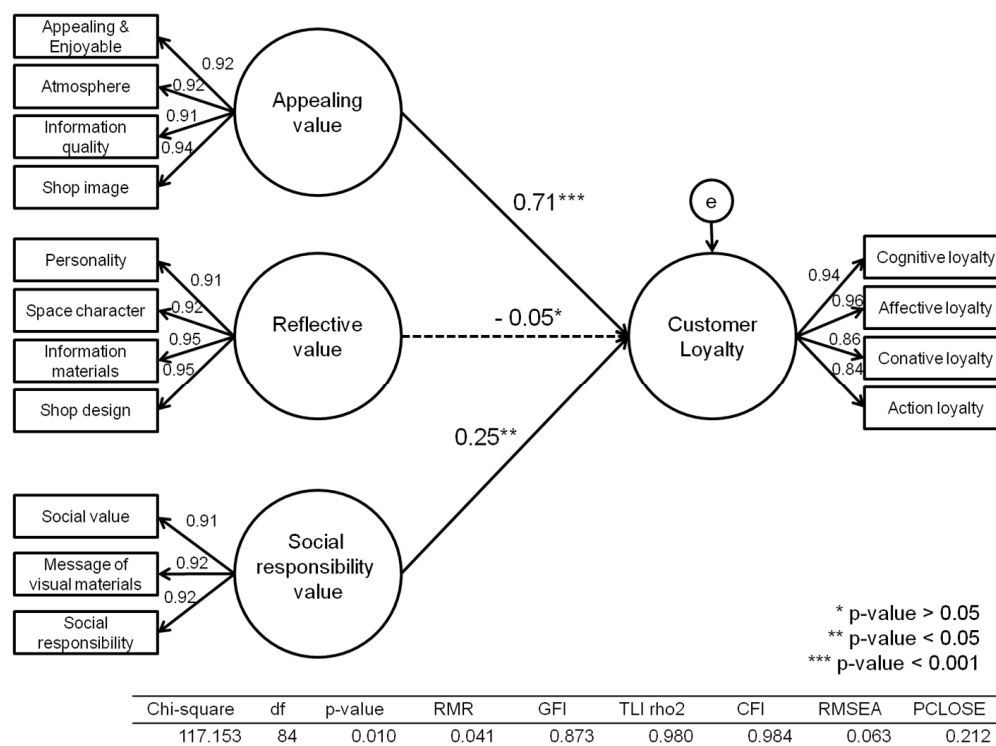 Appealing &
Enjoyable
0.92
Atmosphere
0.92
Information
quality
0.91
Shop image
0.94
Appealing
value
0.71***
e
Personality
0.91
Space character
0.92
Information
materials
0.95
Shop design
0.95
Reflective
value
- 0.05*
Customer
Loyalty
0.94
Cognitive loyalty
0.96
Affective loyalty
0.86
Conative loyalty
0.84
Action loyalty
0.25**
Social value
0.91
Message of
visual materials
0.92
Social
responsibility
0.92
Social
responsibility
value
* p-value > 0.05
** p-value < 0.05
*** p-value < 0.001
Chi-square df p-value RMR GFI TLI rho2 CFI RMSEA PCLOSE
117.153 84 0.010 0.041 0.873 0.980 0.984 0.063 0.212